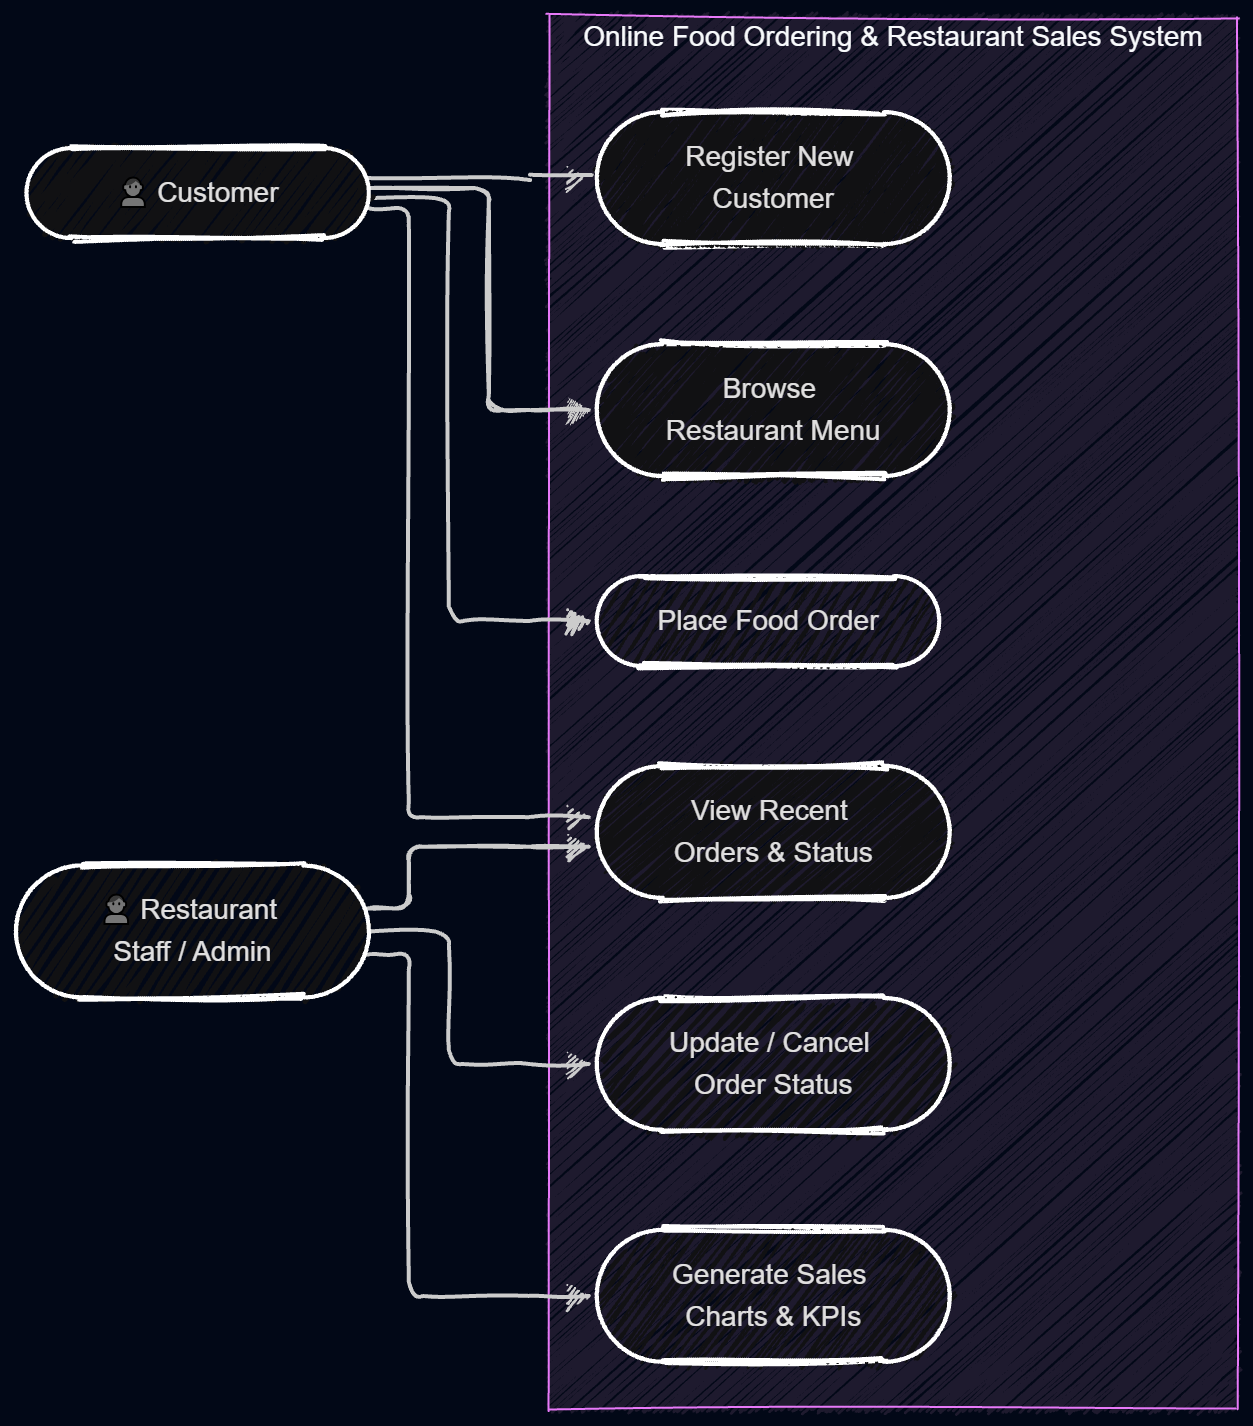 Online Food Ordering & Restaurant Sales System
Customer
Register New
Customer
Browse
Restaurant Menu
Place Food Order
View Recent
Orders & Status
Restaurant
Staff / Admin
Update / Cancel
Order Status
Generate Sales
Charts & KPIs